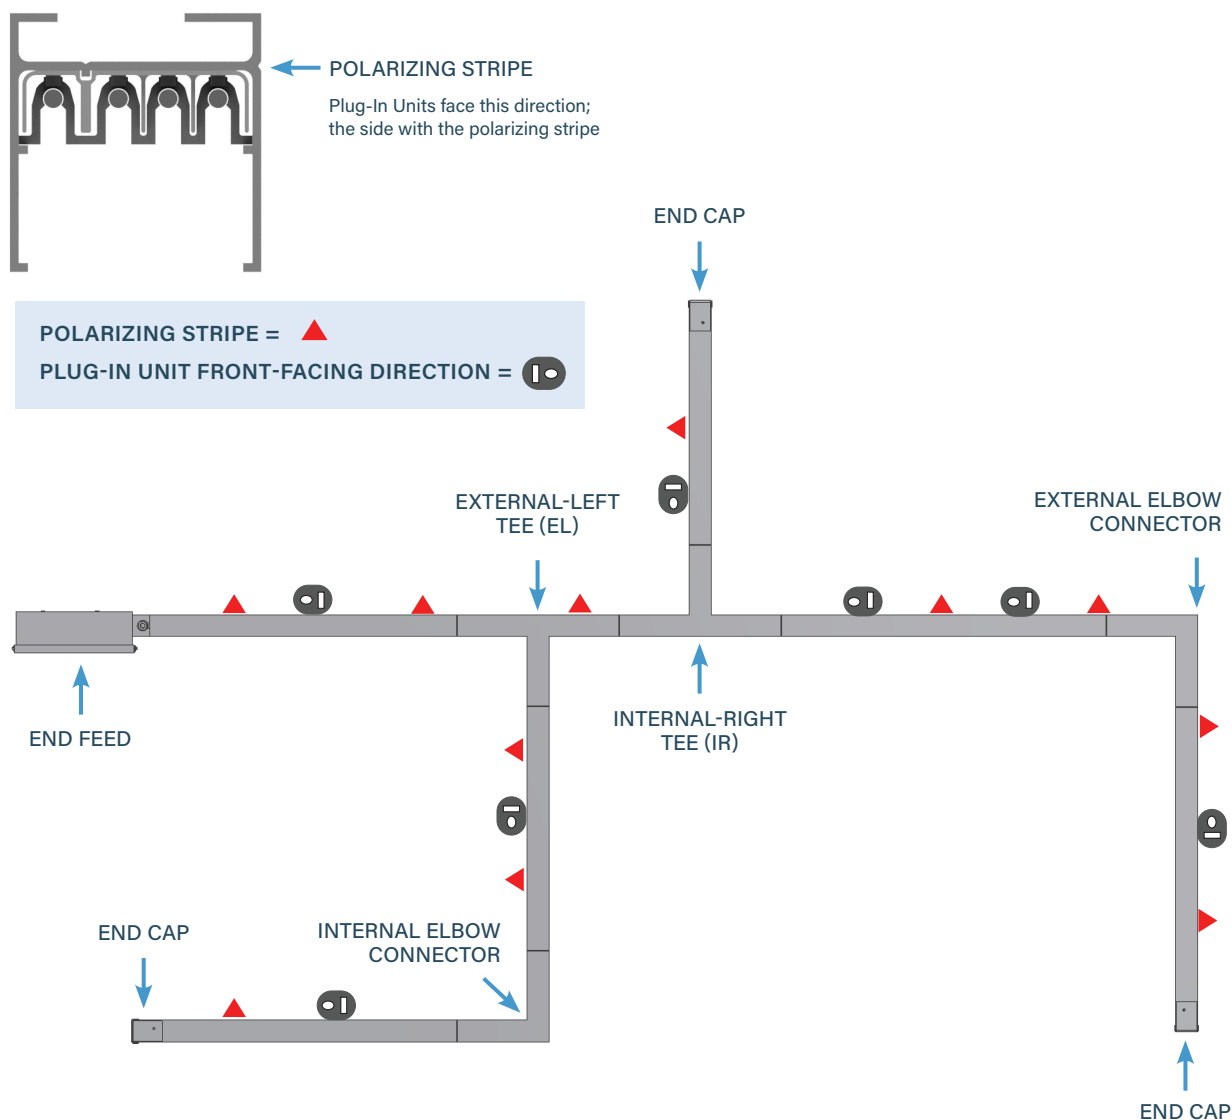 POLARIZING STRIPE
Plug-In Units face this direction;
the side with the polarizing stripe
END CAP
POLARIZING STRIPE =
PLUG-IN UNIT FRONT-FACING DIRECTION =
EXTERNAL-LEFT
TEE (EL)
EXTERNAL ELBOW
CONNECTOR
END FEED
INTERNAL-RIGHT
TEE (IR)
END CAP
INTERNAL ELBOW
CONNECTOR
END CAP